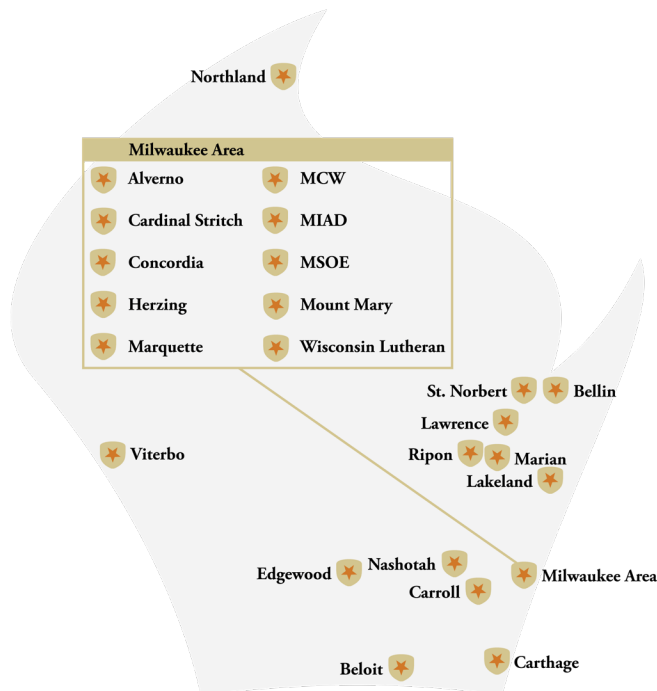 Northland
Milwaukee Area
Alverno
MCW
Cardinal Stritch
MIAD
Concordia
MSOE
Herzing
Mount Mary
Marquette
Wisconsin Lutheran
St. Norbert
Bellin
Lawrence
Ripon
Marian
Viterbo
Lakeland
Nashotah
Edgewood
Milwaukee Area
Carroll
Carthage
Beloit